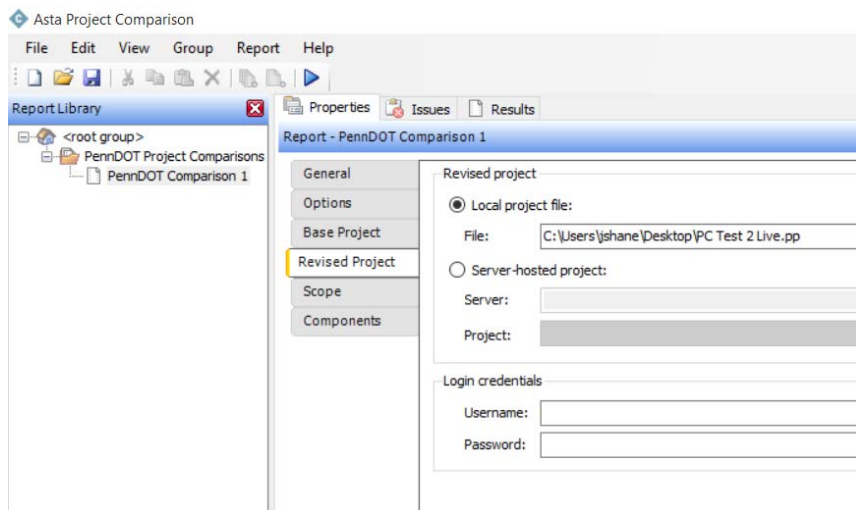 Asta Project Comparison
File Edit View Group Report Help
Report Library
<root group>
PennDOT Project Comparisons
PennDOT Comparison 1
Properties Issues Results
Report - PennDOT Comparison 1
General
Options
Base Project
Revised Project
Scope
Components
Revised project
Local project file:
File: C:\Users\jshane\Desktop\PC Test 2 Live.pp
Server-hosted project:
Server:
Project:
Login credentials
Username:
Password: